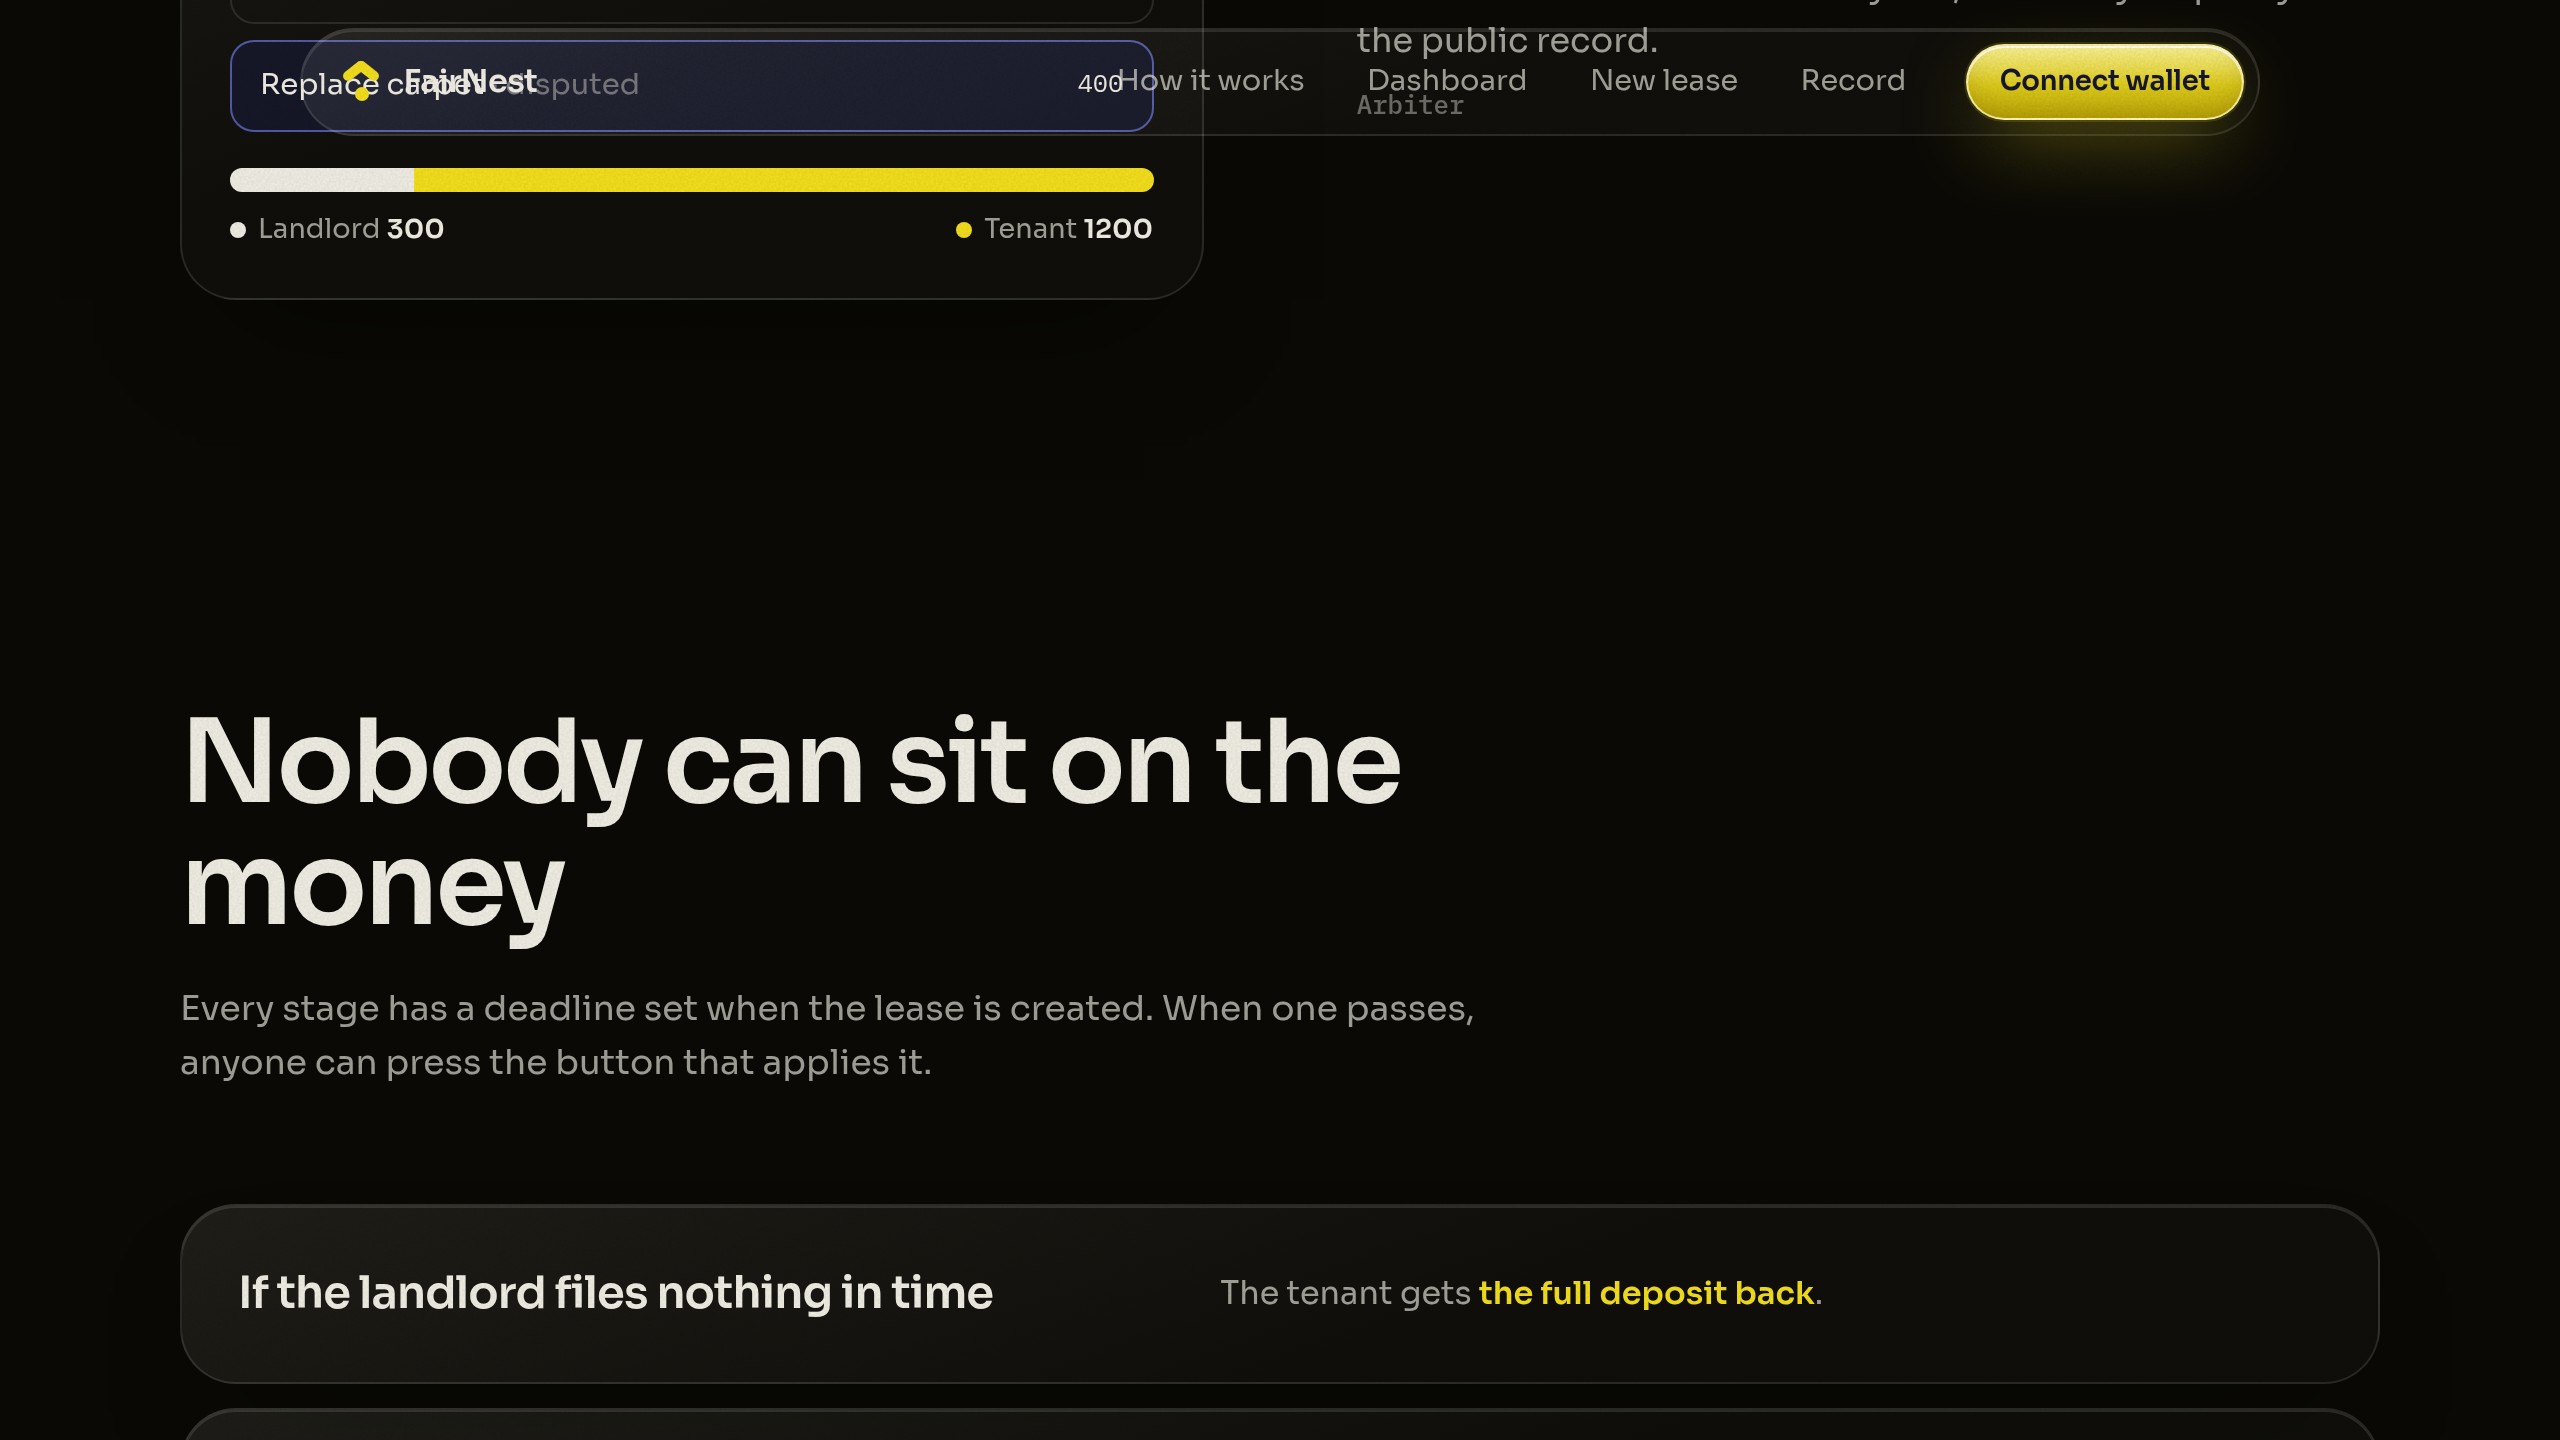 the public record.
Replace carpet disputed
400
FairNest
How it works
Dashboard
New lease
Record
Connect wallet
Arbiter
Landlord 300
Tenant 1200
Nobody can sit on the
money
Every stage has a deadline set when the lease is created. When one passes,
anyone can press the button that applies it.
If the landlord files nothing in time
The tenant gets the full deposit back.